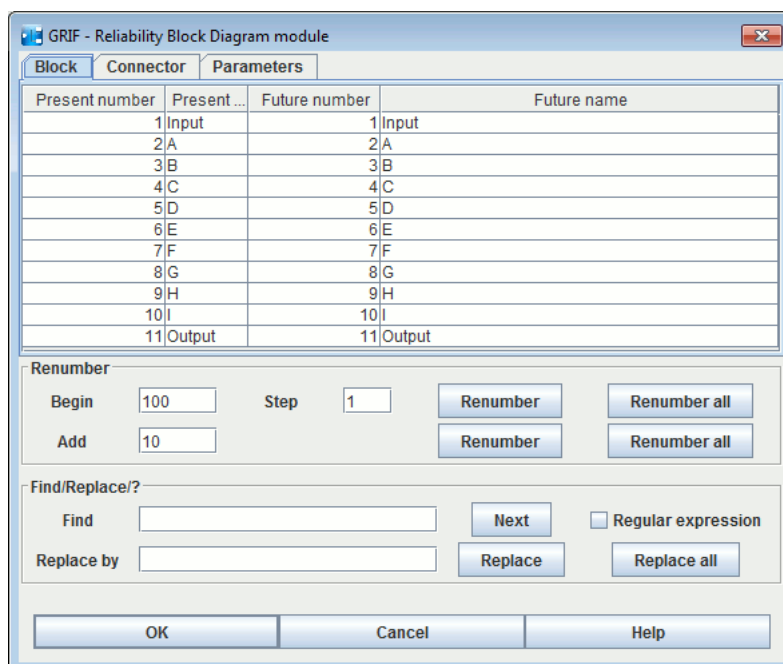 GRIF - Reliability Block Diagram module
Block Connector Parameters
Present number Present ... Future number Future name
1 Input 1 Input
2 A 2 A
3 B 3 B
4 C 4 C
5 D 5 D
6 E 6 E
7 F 7 F
8 G 8 G
9 H 9 H
10 I 10 I
11 Output 11 Output
Renumber
Begin 100 Step 1 Renumber Renumber all
Add 10 Renumber Renumber all
Find/Replace/?
Find Next Regular expression
Replace by Replace Replace all
OK Cancel Help